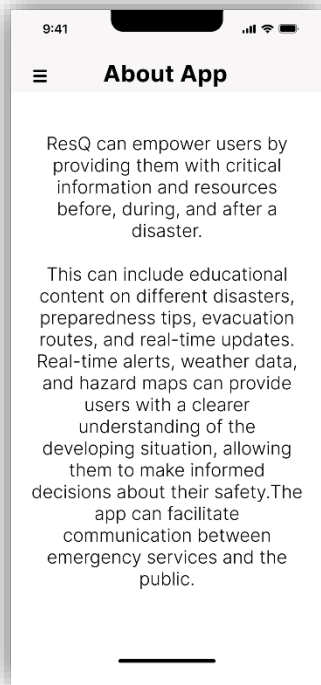 9:41
About App
ResQ can empower users by
providing them with critical
information and resources
before, during, and after a
disaster.
This can include educational
content on different disasters,
preparedness tips, evacuation
routes, and real-time updates.
Real-time alerts, weather data,
and hazard maps can provide
users with a clearer
understanding of the
developing situation, allowing
them to make informed
decisions about their safety.The
app can facilitate
communication between
emergency services and the
public.